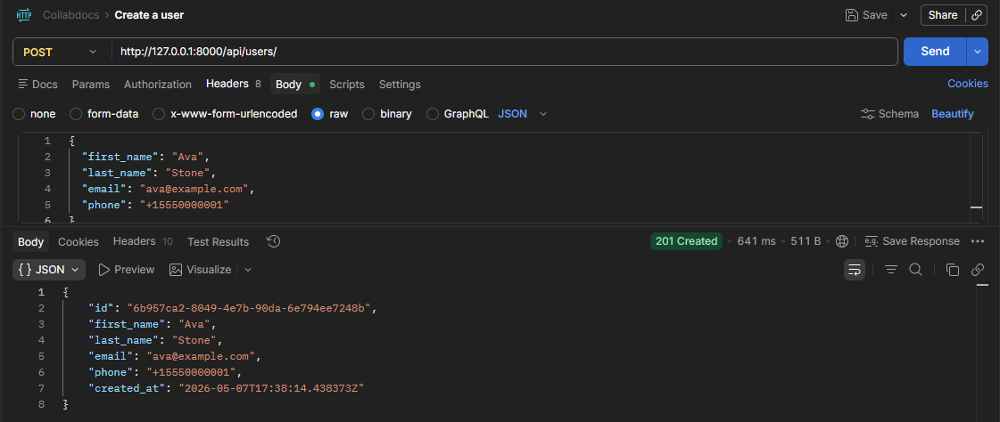 HTTP Collabdocs > Create a user Save Share
POST http://127.0.0.1:8000/api/users/ Send
Docs Params Authorization Headers 8 Body Scripts Settings Cookies
none form-data x-www-form-urlencoded raw binary GraphQL JSON Schema Beautify
1 {
2 "first_name": "Ava",
3 "last_name": "Stone",
4 "email": "ava@example.com",
5 "phone": "+15550000001"
6 }
Body Cookies Headers 10 Test Results 201 Created • 641 ms • 511 B e.g. Save Response
{} JSON Preview Visualize
1 {
2 "id": "6b957ca2-8049-4e7b-90da-6e794ee7248b",
3 "first_name": "Ava",
4 "last_name": "Stone",
5 "email": "ava@example.com",
6 "phone": "+15550000001",
7 "created_at": "2026-05-07T17:38:14.438373Z"
8 }